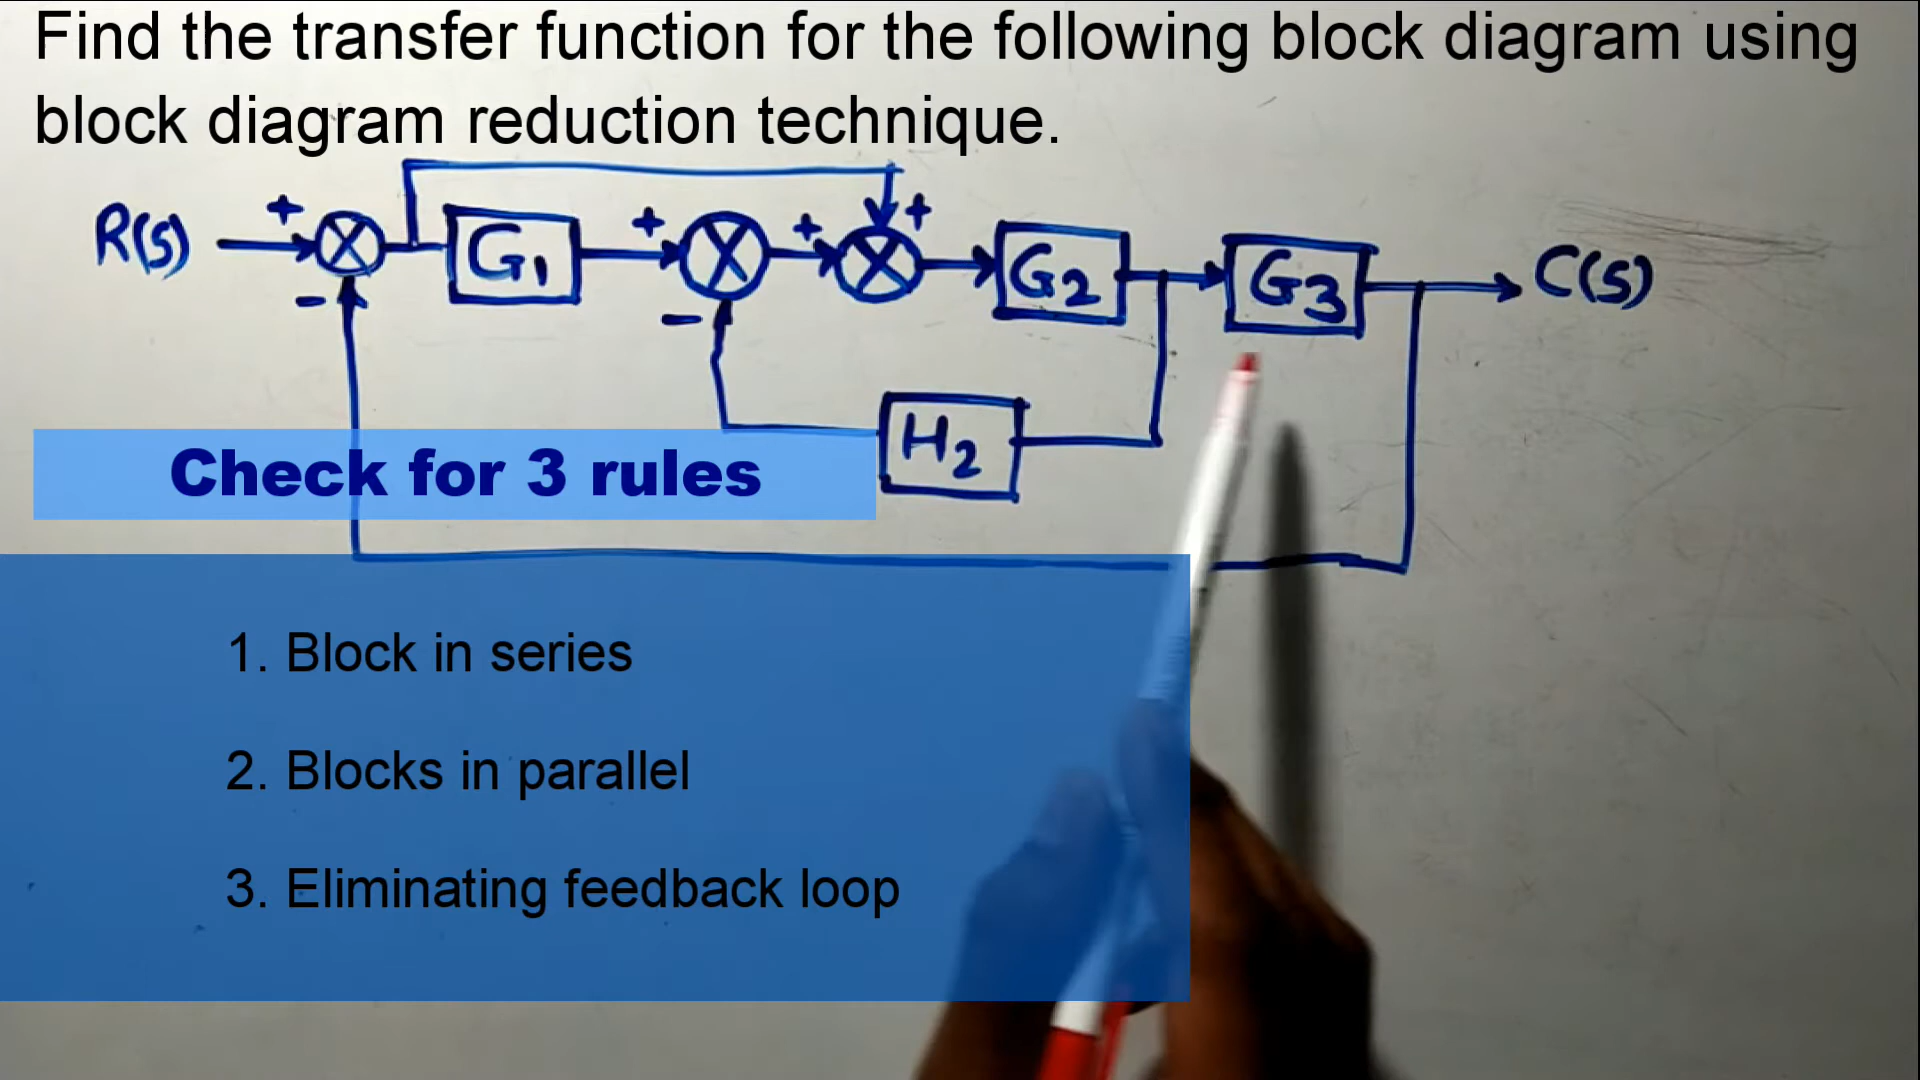 Find the transfer function for the following block diagram using
block diagram reduction technique.
R(S) + - G1 + - + + G2 G3 C(S)
H2
Check for 3 rules
1. Block in series
2. Blocks in parallel
3. Eliminating feedback loop